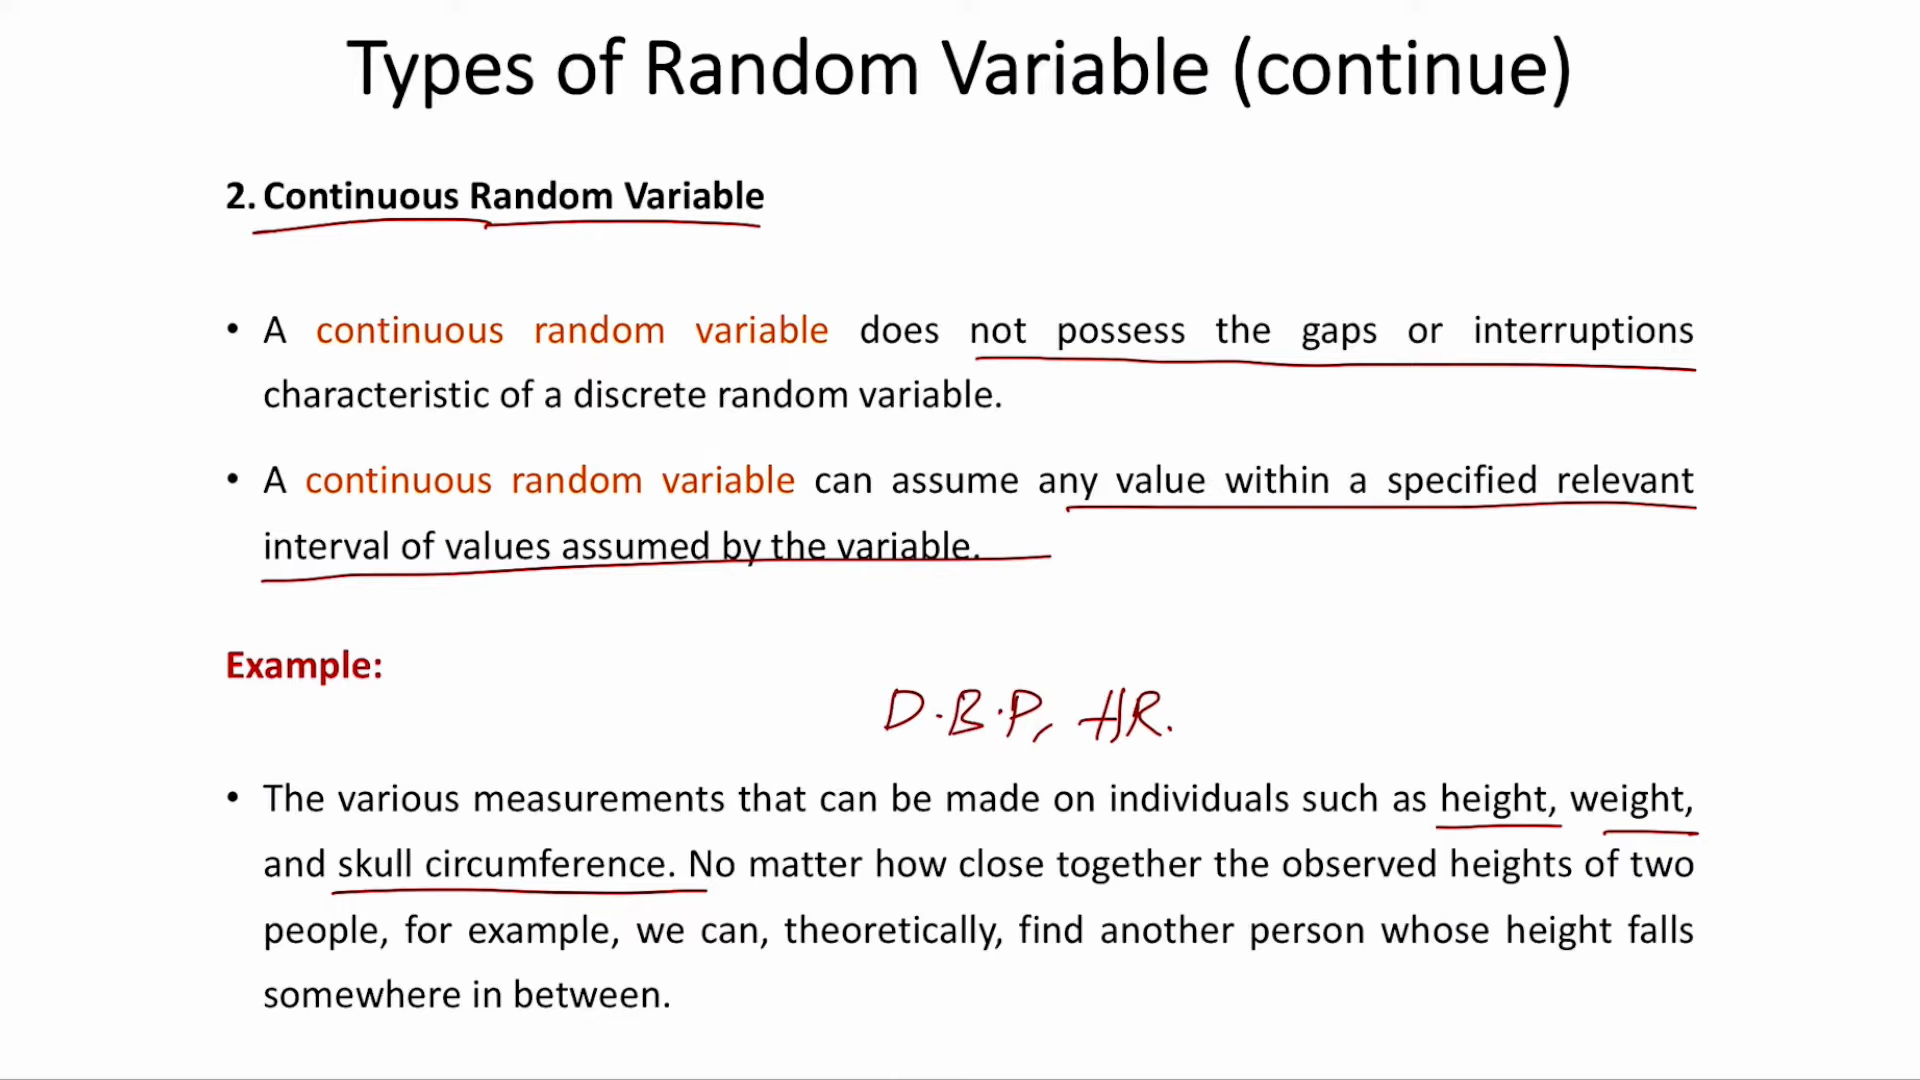 Types of Random Variable (continue)
2. Continuous Random Variable
• A continuous random variable does not possess the gaps or interruptions
characteristic of a discrete random variable.
• A continuous random variable can assume any value within a specified relevant
interval of values assumed by the variable.
Example:
D.B.P, HR.
• The various measurements that can be made on individuals such as height, weight,
and skull circumference. No matter how close together the observed heights of two
people, for example, we can, theoretically, find another person whose height falls
somewhere in between.